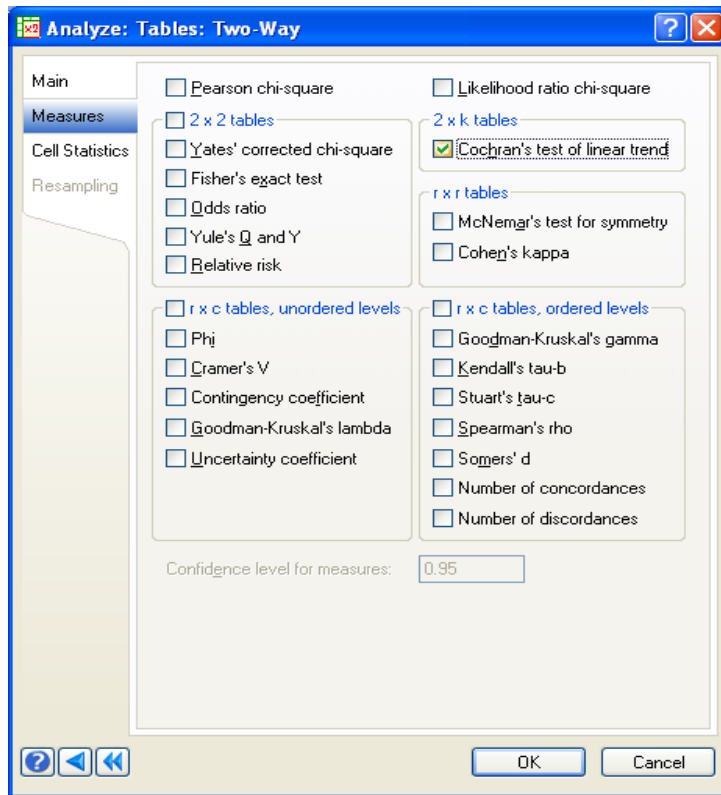 Analyze: Tables: Two-Way
Main
Measures
Cell Statistics
Resampling
Pearson chi-square
Likelihood ratio chi-square
2 x 2 tables
Yates' corrected chi-square
Fisher's exact test
Odds ratio
Yule's Q and Y
Relative risk
2 x k tables
Cochran's test of linear trend
r x r tables
McNemar's test for symmetry
Cohen's kappa
r x c tables, unordered levels
Phi
Cramer's V
Contingency coefficient
Goodman-Kruskal's lambda
Uncertainty coefficient
r x c tables, ordered levels
Goodman-Kruskal's gamma
Kendall's tau-b
Stuart's tau-c
Spearman's rho
Somers' d
Number of concordances
Number of discordances
Confidence level for measures: 0.95
OK Cancel